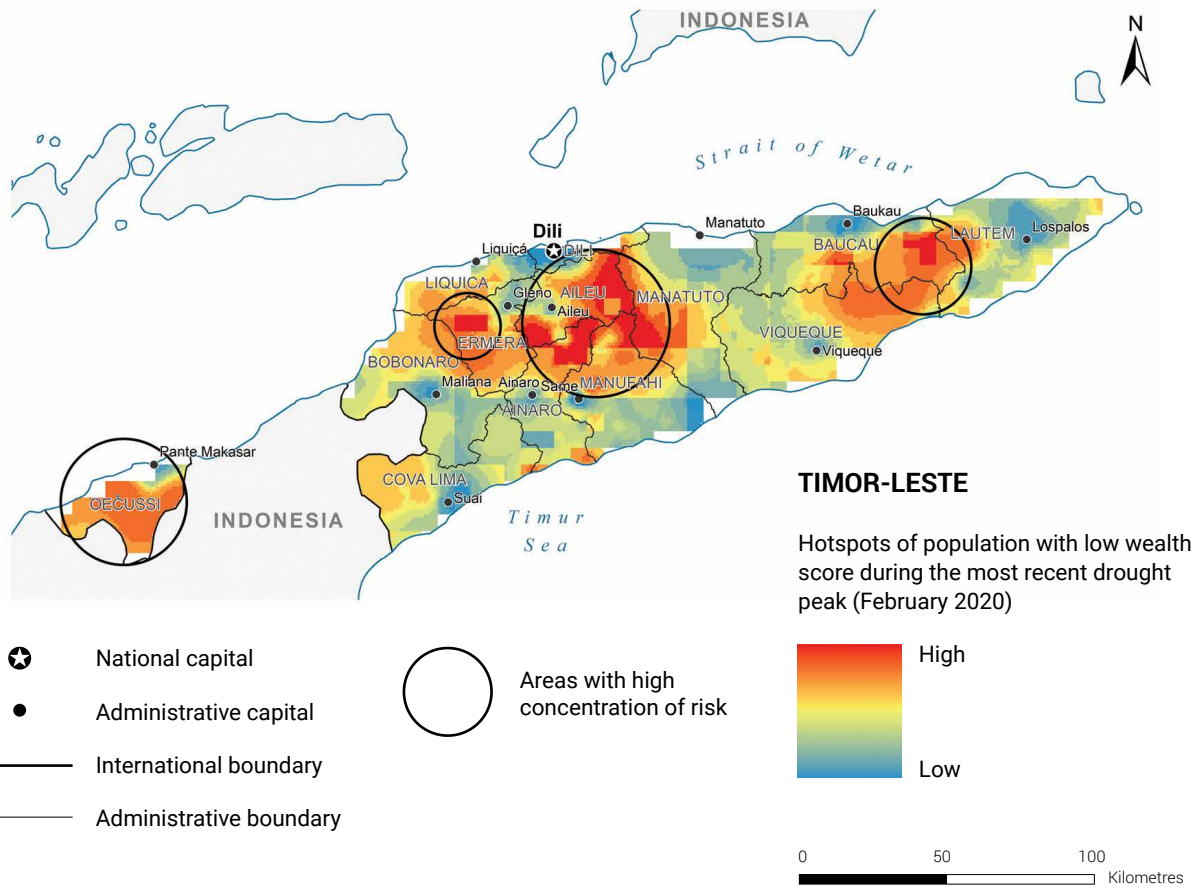 INDONESIA
N
Strait of Wetar
Baukau
Manatuto
Dili
DILI
BAUCAU
LAUTEM
Lospalos
Liquiçá
LIQUICA
Gleno
AILEU
Aileu
MANATUTO
ERMERA
VIQUEQUE
Viqueque
BOBONARO
Maliana
Ainaro
Same
MANUFAHI
AINARO
Pante Makasar
COVA LIMA
Suai
OECUSSI
INDONESIA
Timur
Sea
TIMOR-LESTE
Hotspots of population with low wealth
score during the most recent drought
peak (February 2020)
High
Low
National capital
Administrative capital
International boundary
Administrative boundary
Areas with high
concentration of risk
0 50 100
Kilometres